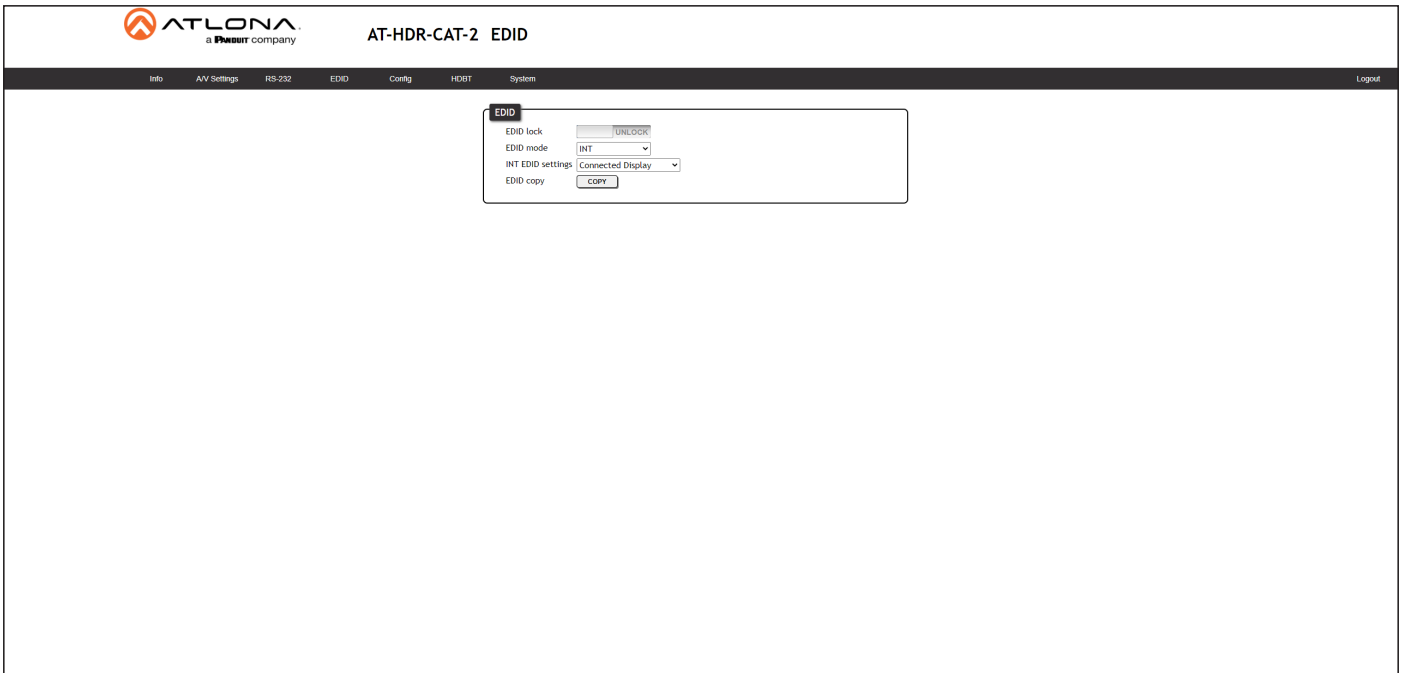 ATLONA.
a PANDUIT company
AT-HDR-CAT-2 EDID
Info A/V Settings RS-232 EDID Config HDBT System Logout
EDID
EDID lock UNLOCK
EDID mode INT
INT EDID settings Connected Display
EDID copy COPY